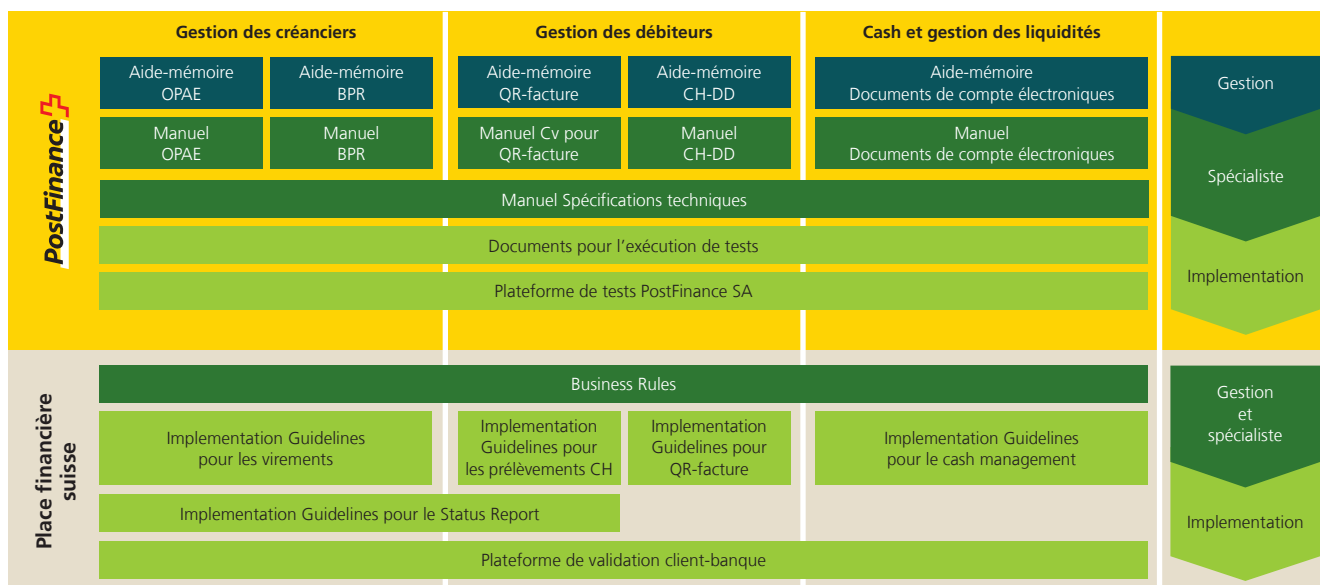 Gestion des créanciers
Gestion des débiteurs
Cash et gestion des liquidités
PostFinance
Aide-mémoire
OPAE
Aide-mémoire
BPR
Aide-mémoire
QR-facture
Aide-mémoire
CH-DD
Aide-mémoire
Documents de compte électroniques
Gestion
Manuel
OPAE
Manuel
BPR
Manuel Cv pour
QR-facture
Manuel
CH-DD
Manuel
Documents de compte électroniques
Spécialiste
Manuel Spécifications techniques
Documents pour l'exécution de tests
Implementation
Plateforme de tests PostFinance SA
Place financière
suisse
Business Rules
Gestion
et
spécialiste
Implementation Guidelines
pour les virements
Implementation
Guidelines pour
les prélèvements CH
Implementation
Guidelines pour
QR-facture
Implementation Guidelines
pour le cash management
Implementation Guidelines pour le Status Report
Implementation
Plateforme de validation client-banque